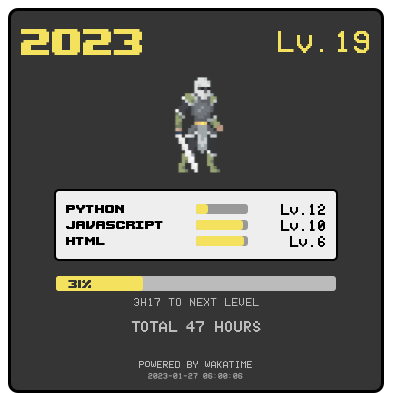 2023 Lv.19
PYTHON Lv.12
JAVASCRIPT Lv.10
HTML Lv.6
31%
3H17 TO NEXT LEVEL
TOTAL 47 HOURS
POWERED BY WAKATIME
2023-01-27 06:00:06